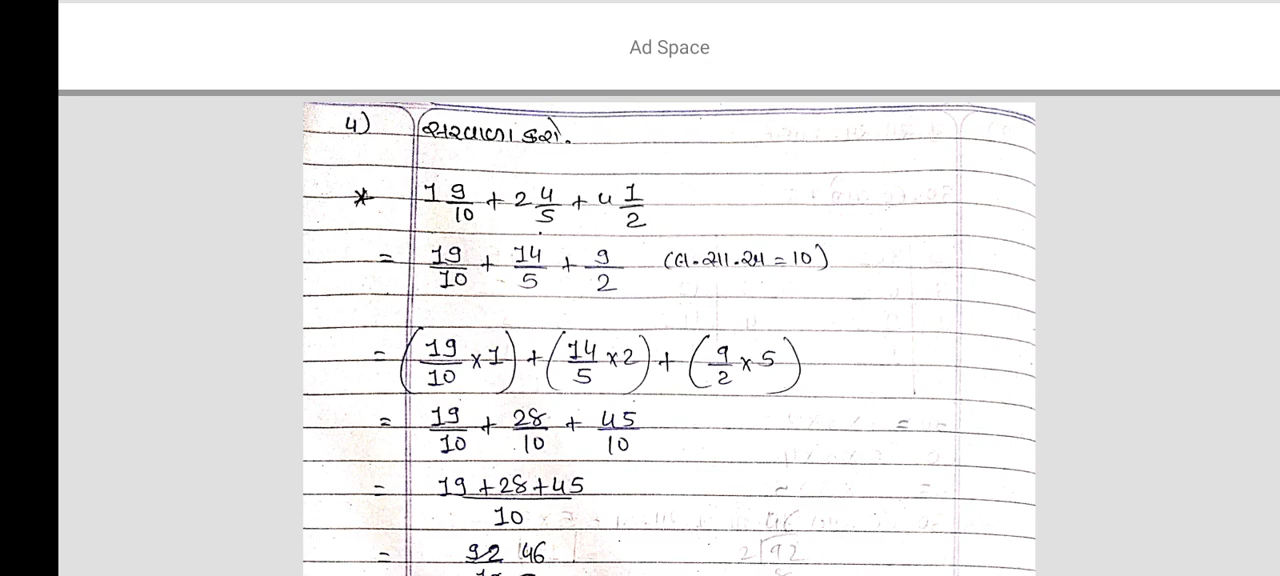 Ad Space
4) સરવાળા કરો.
* 1 9/10 + 2 4/5 + 4 1/2
= 19/10 + 14/5 + 9/2 (લ.સા.અ = 10)
= (19/10 × 1) + (14/5 × 2) + (9/2 × 5)
= 19/10 + 28/10 + 45/10
= 19 + 28 + 45 / 10
= 92 46
2 92